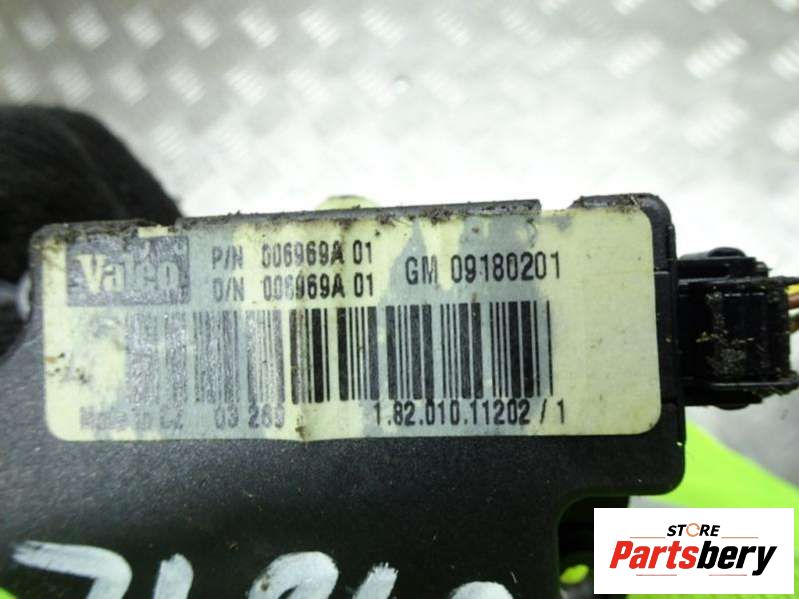 Valeo
P/N 006969A 01 GM 09180201
D/N 006969A 01
Made in CZ 03 269 1.82.010.11202/1
STORE
Partsbery